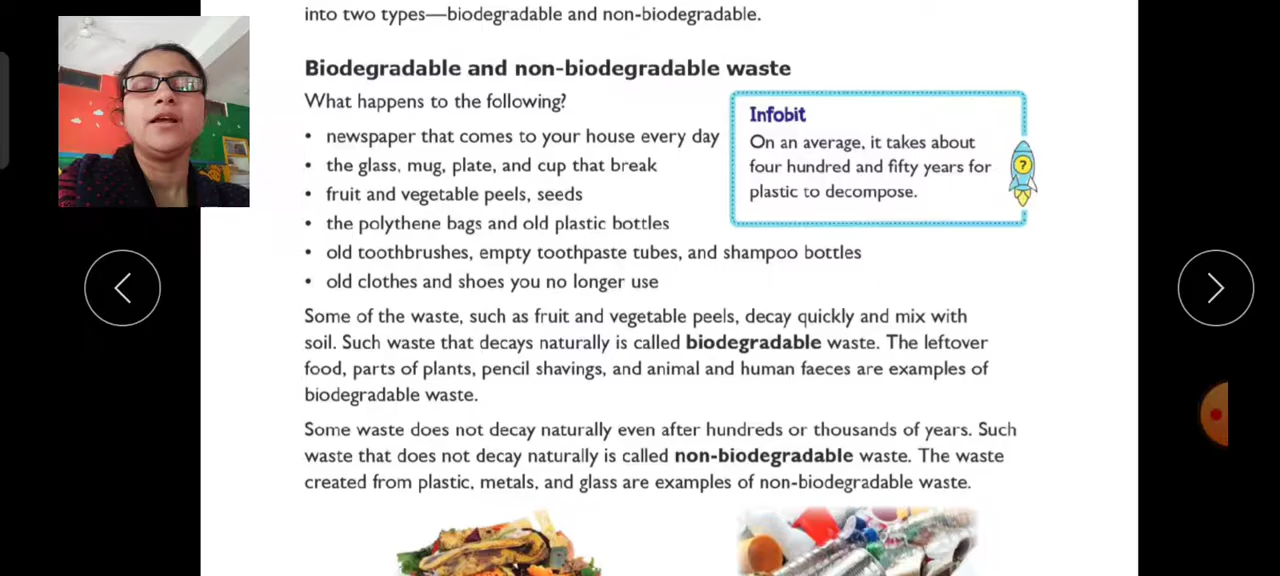 into two types—biodegradable and non-biodegradable.
Biodegradable and non-biodegradable waste
What happens to the following?
• newspaper that comes to your house every day
• the glass, mug, plate, and cup that break
• fruit and vegetable peels, seeds
• the polythene bags and old plastic bottles
• old toothbrushes, empty toothpaste tubes, and shampoo bottles
• old clothes and shoes you no longer use
Infobit
On an average, it takes about
four hundred and fifty years for
plastic to decompose.
?
Some of the waste, such as fruit and vegetable peels, decay quickly and mix with
soil. Such waste that decays naturally is called biodegradable waste. The leftover
food, parts of plants, pencil shavings, and animal and human faeces are examples of
biodegradable waste.
Some waste does not decay naturally even after hundreds or thousands of years. Such
waste that does not decay naturally is called non-biodegradable waste. The waste
created from plastic, metals, and glass are examples of non-biodegradable waste.